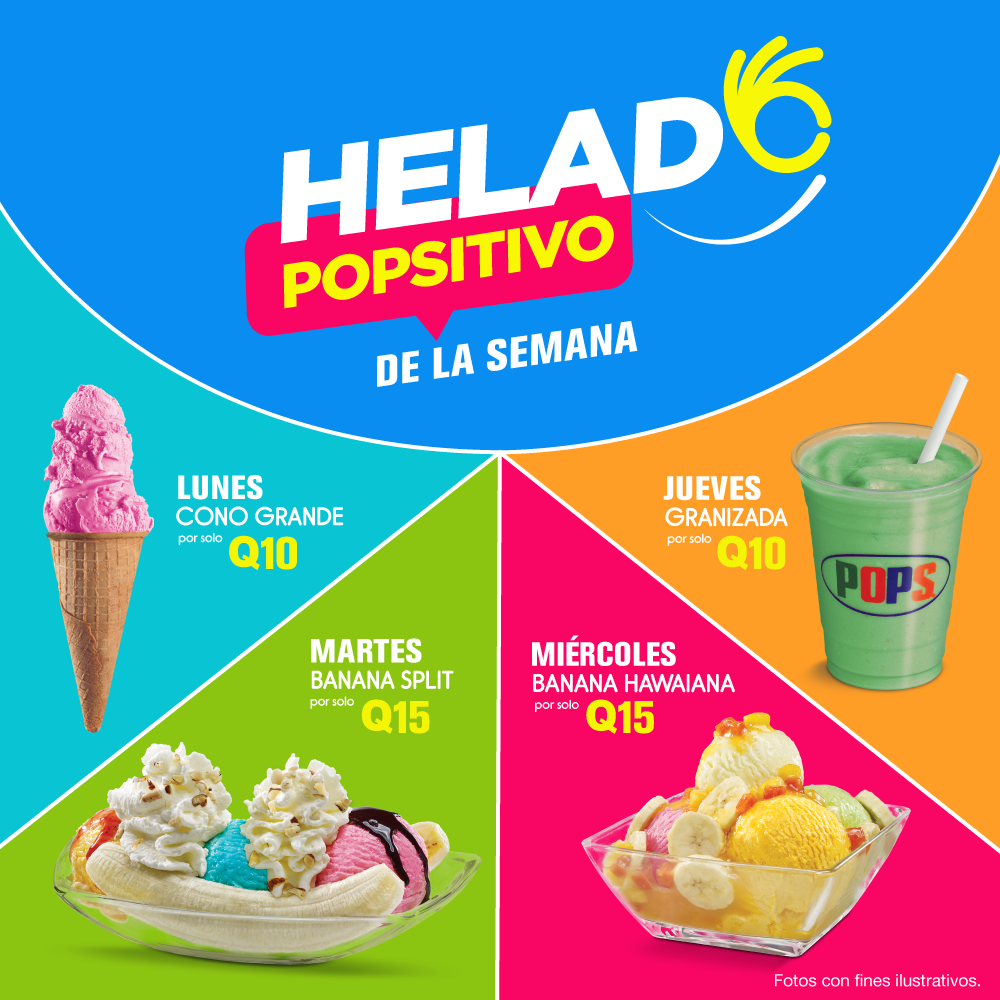 HELADO
POPSITIVO
DE LA SEMANA
LUNES
CONO GRANDE
por solo Q10
MARTES
BANANA SPLIT
por solo Q15
MIÉRCOLES
BANANA HAWAIANA
por solo Q15
JUEVES
GRANIZADA
por solo Q10
POPS
Fotos con fines ilustrativos.